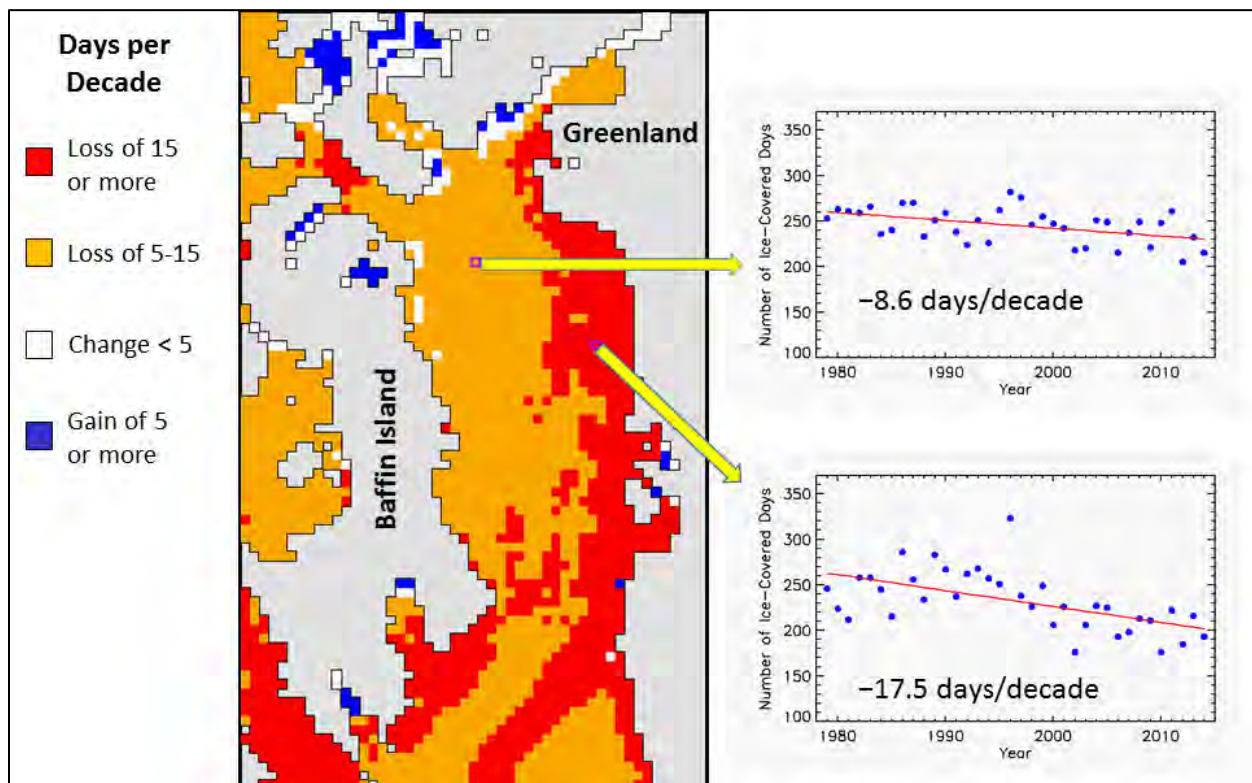 Days per
Decade
Loss of 15
or more
Loss of 5-15
Change < 5
Gain of 5
or more
Greenland
Baffin Island
350
300
250
200
150
100
Number of Ice−Covered Days
−8.6 days/decade
1980
1990
2000
2010
Year
350
300
250
200
150
100
Number of Ice−Covered Days
−17.5 days/decade
1980
1990
2000
2010
Year